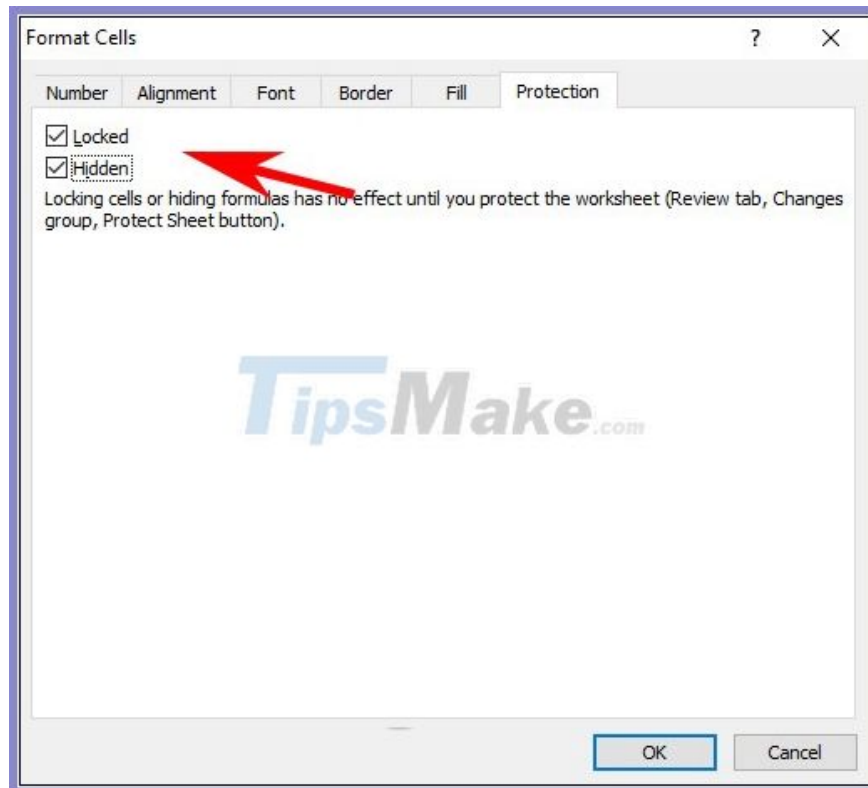 Format Cells ?
Number Alignment Font Border Fill Protection
Locked
Hidden
Locking cells or hiding formulas has no effect until you protect the worksheet (Review tab, Changes
group, Protect Sheet button).
TipsMake.com
OK Cancel